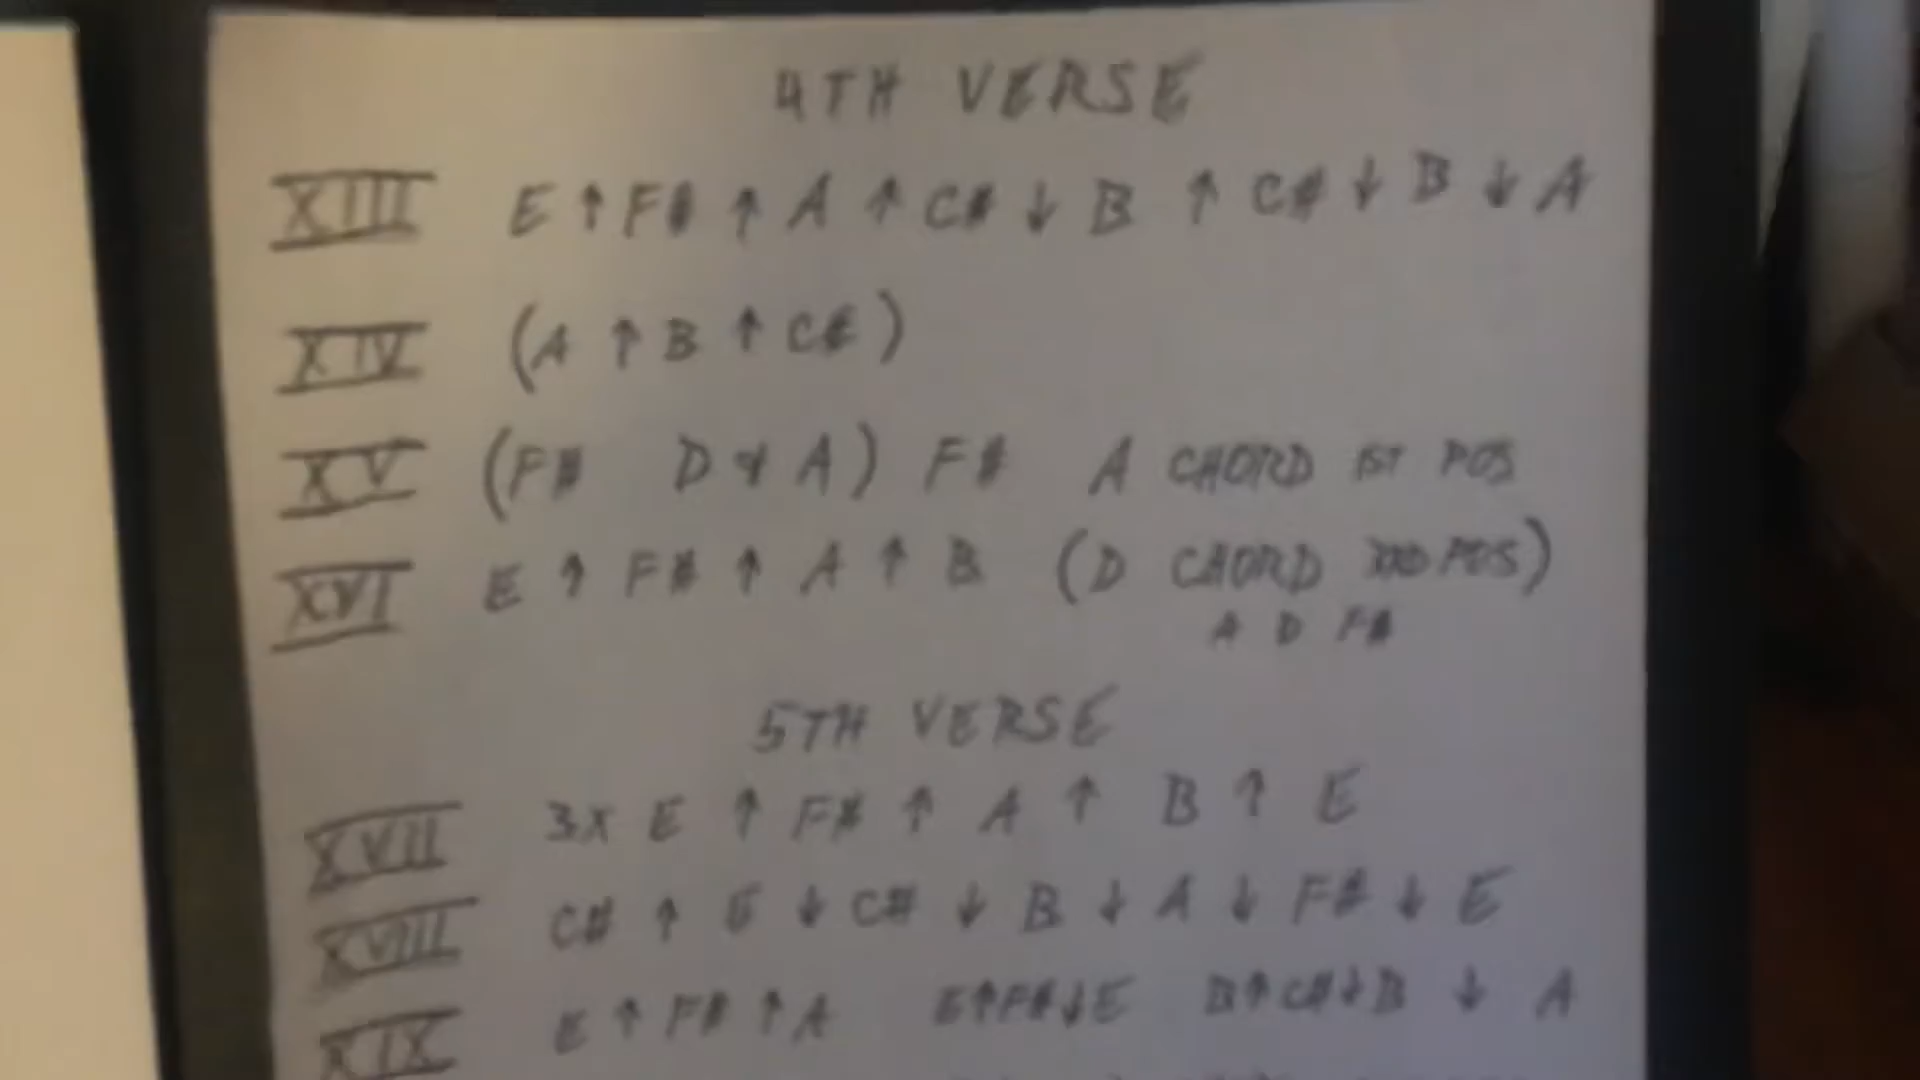 4TH VERSE
XIII E ↑ F# ↑ A ↑ C# ↓ B ↑ C# ↓ B ↓ A
XIV (A ↑ B ↑ C#)
XV (F# D & A) F# A CHORD 1ST POS
XVI E ↑ F# ↑ A ↑ B (D CHORD POS)
A D F#
5TH VERSE
XVII 3X E ↑ F# ↑ A ↑ B ↑ E
XVIII C# ↑ E ↓ C# ↓ B ↓ A ↓ F# ↓ E
XIX E ↑ F# ↑ A E↑F#↓E B↑C#↓B ↓ A